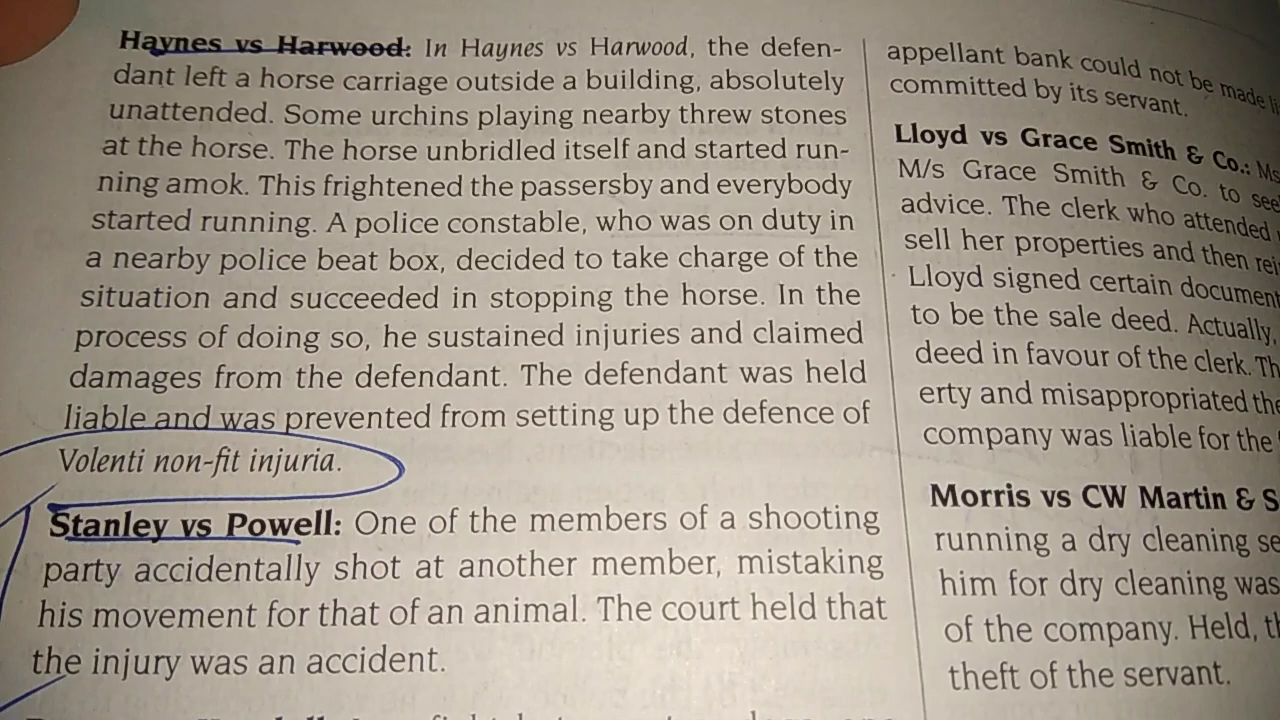 Haynes vs Harwood: In Haynes vs Harwood, the defen-
dant left a horse carriage outside a building, absolutely
unattended. Some urchins playing nearby threw stones
at the horse. The horse unbridled itself and started run-
ning amok. This frightened the passersby and everybody
started running. A police constable, who was on duty in
a nearby police beat box, decided to take charge of the
situation and succeeded in stopping the horse. In the
process of doing so, he sustained injuries and claimed
damages from the defendant. The defendant was held
liable and was prevented from setting up the defence of
Volenti non-fit injuria.
Stanley vs Powell: One of the members of a shooting
party accidentally shot at another member, mistaking
his movement for that of an animal. The court held that
the injury was an accident.
appellant bank could not be made
committed by its servant.
Lloyd vs Grace Smith & Co.: Ms
M/s Grace Smith & Co. to see
advice. The clerk who attended
sell her properties and then
Lloyd signed certain document
to be the sale deed. Actually,
deed in favour of the clerk.
erty and misappropriated the
company was liable for the
Morris vs CW Martin & S
running a dry cleaning se
him for dry cleaning was
of the company. Held,
theft of the servant.